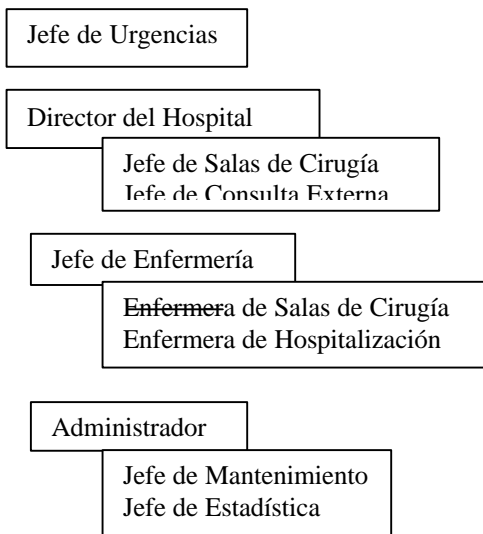 Jefe de Urgencias
Director del Hospital
Jefe de Salas de Cirugía
Jefe de Consulta Externa
Jefe de Enfermería
Enfermera de Salas de Cirugía
Enfermera de Hospitalización
Administrador
Jefe de Mantenimiento
Jefe de Estadística